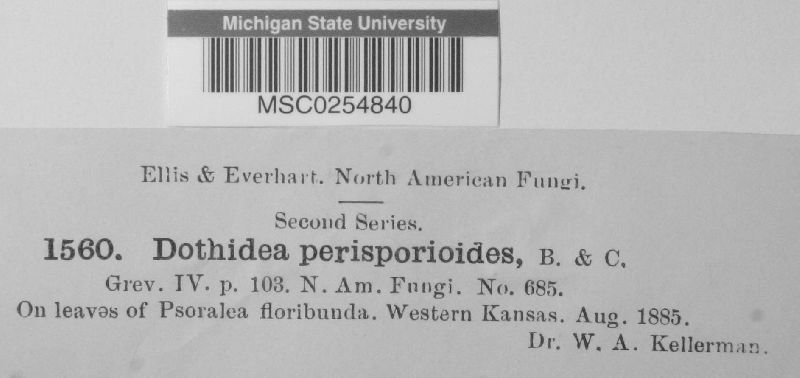 Michigan State University
MSC0254840
Ellis & Everhart. North American Fungi.
Second Series.
1560. Dothidea perisporioides, B. & C.
Grev. IV. p. 103. N. Am. Fungi. No. 685.
On leaves of Psoralea floribunda. Western Kansas. Aug. 1885.
Dr. W. A. Kellerman.